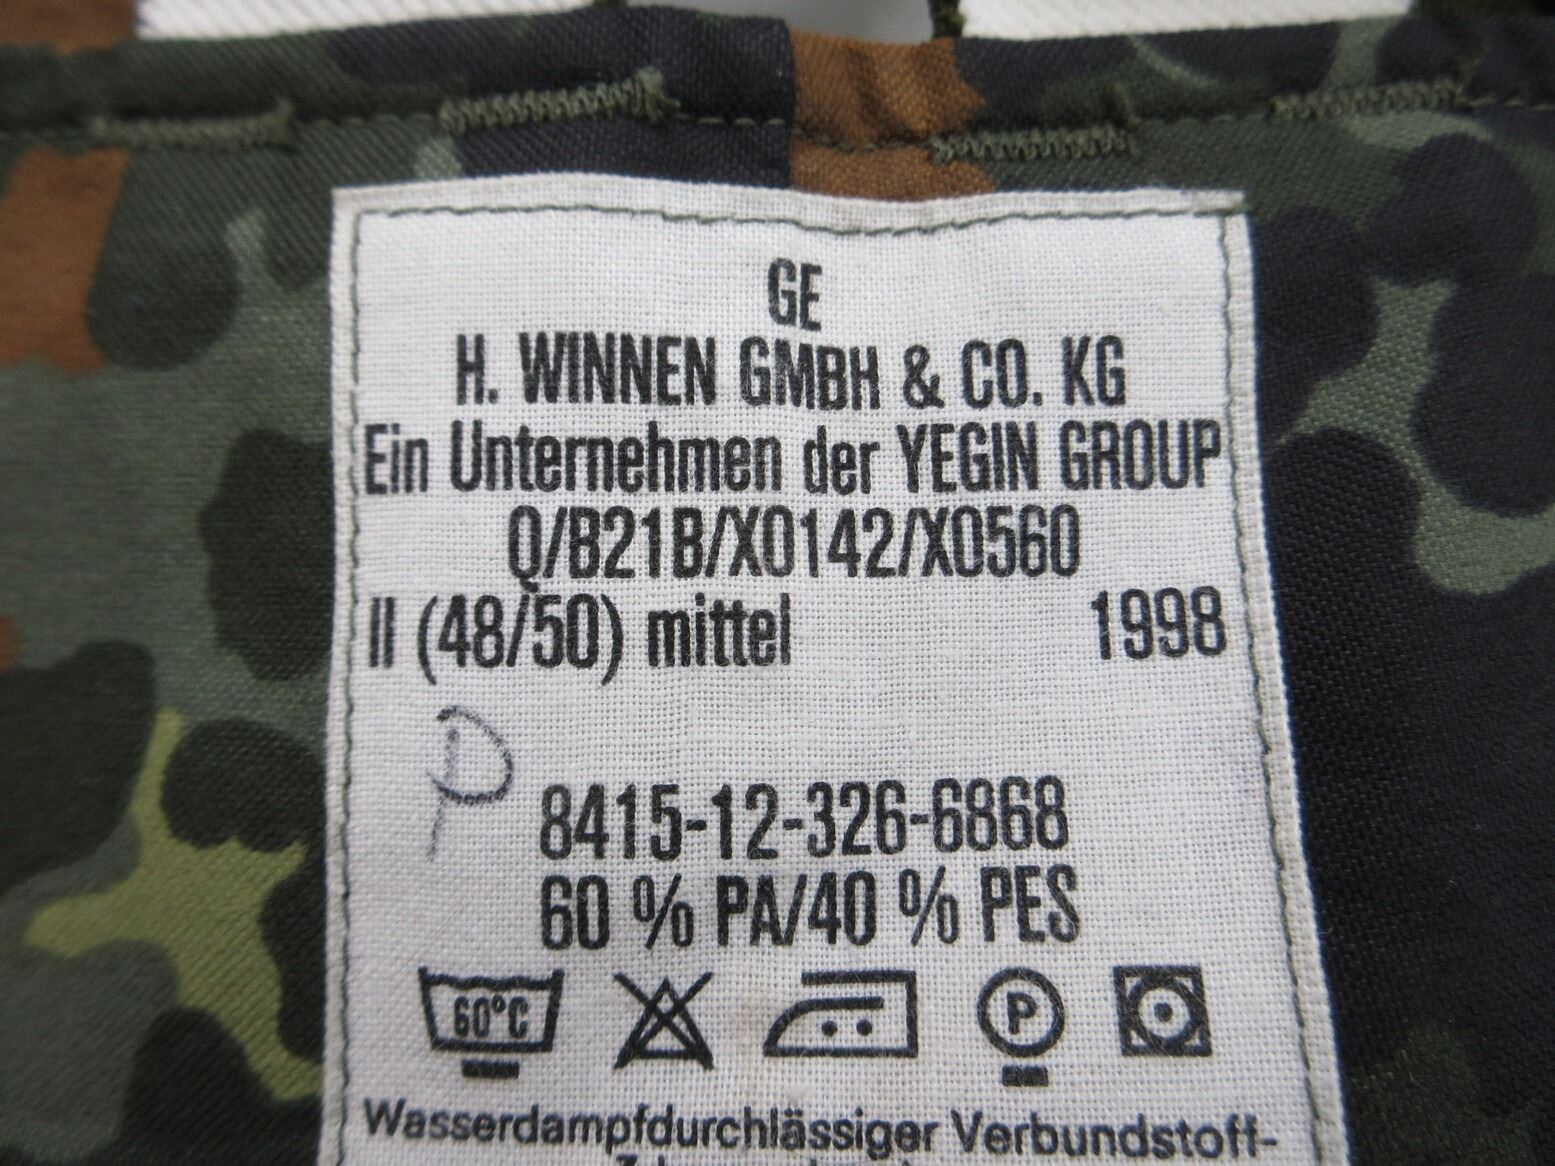 GE
H. WINNEN GMBH & CO. KG
Ein Unternehmen der YEGIN GROUP
Q/B21B/X0142/X0560
II (48/50) mittel 1998
P
8415-12-326-6868
60 % PA/40 % PES
60°C P
Wasserdampfdurchlässiger Verbundstoff-